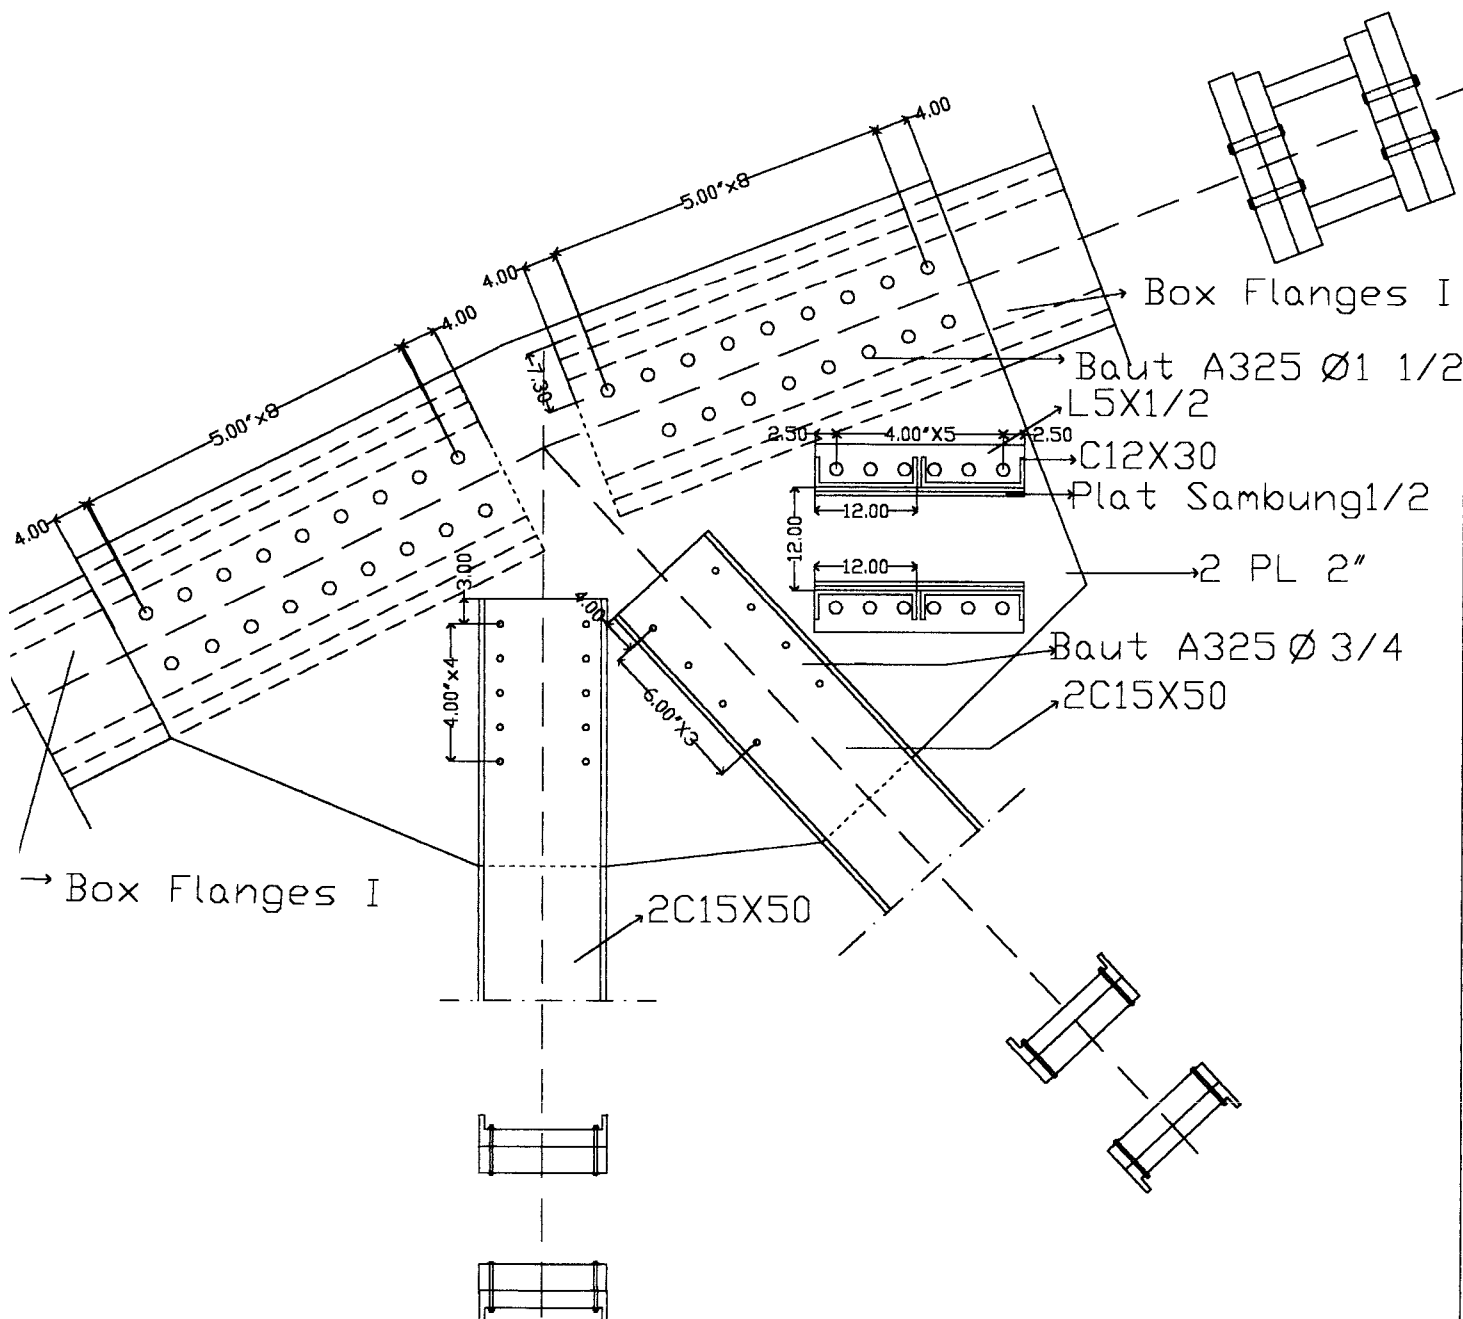 4.00
5.00"x8
4.00
4.00
5.00"x8
4.00
7.30
4.00
Box Flanges I
Baut A325 Ø1 1/2
L5X1/2
2.50
4.00"X5
2.50
C12X30
Plat Sambung1/2
12.00
12.00
12.00
2 PL 2"
3.00
4.00"x4
4.00
6.00"X3
Baut A325 Ø 3/4
2C15X50
Box Flanges I
2C15X50